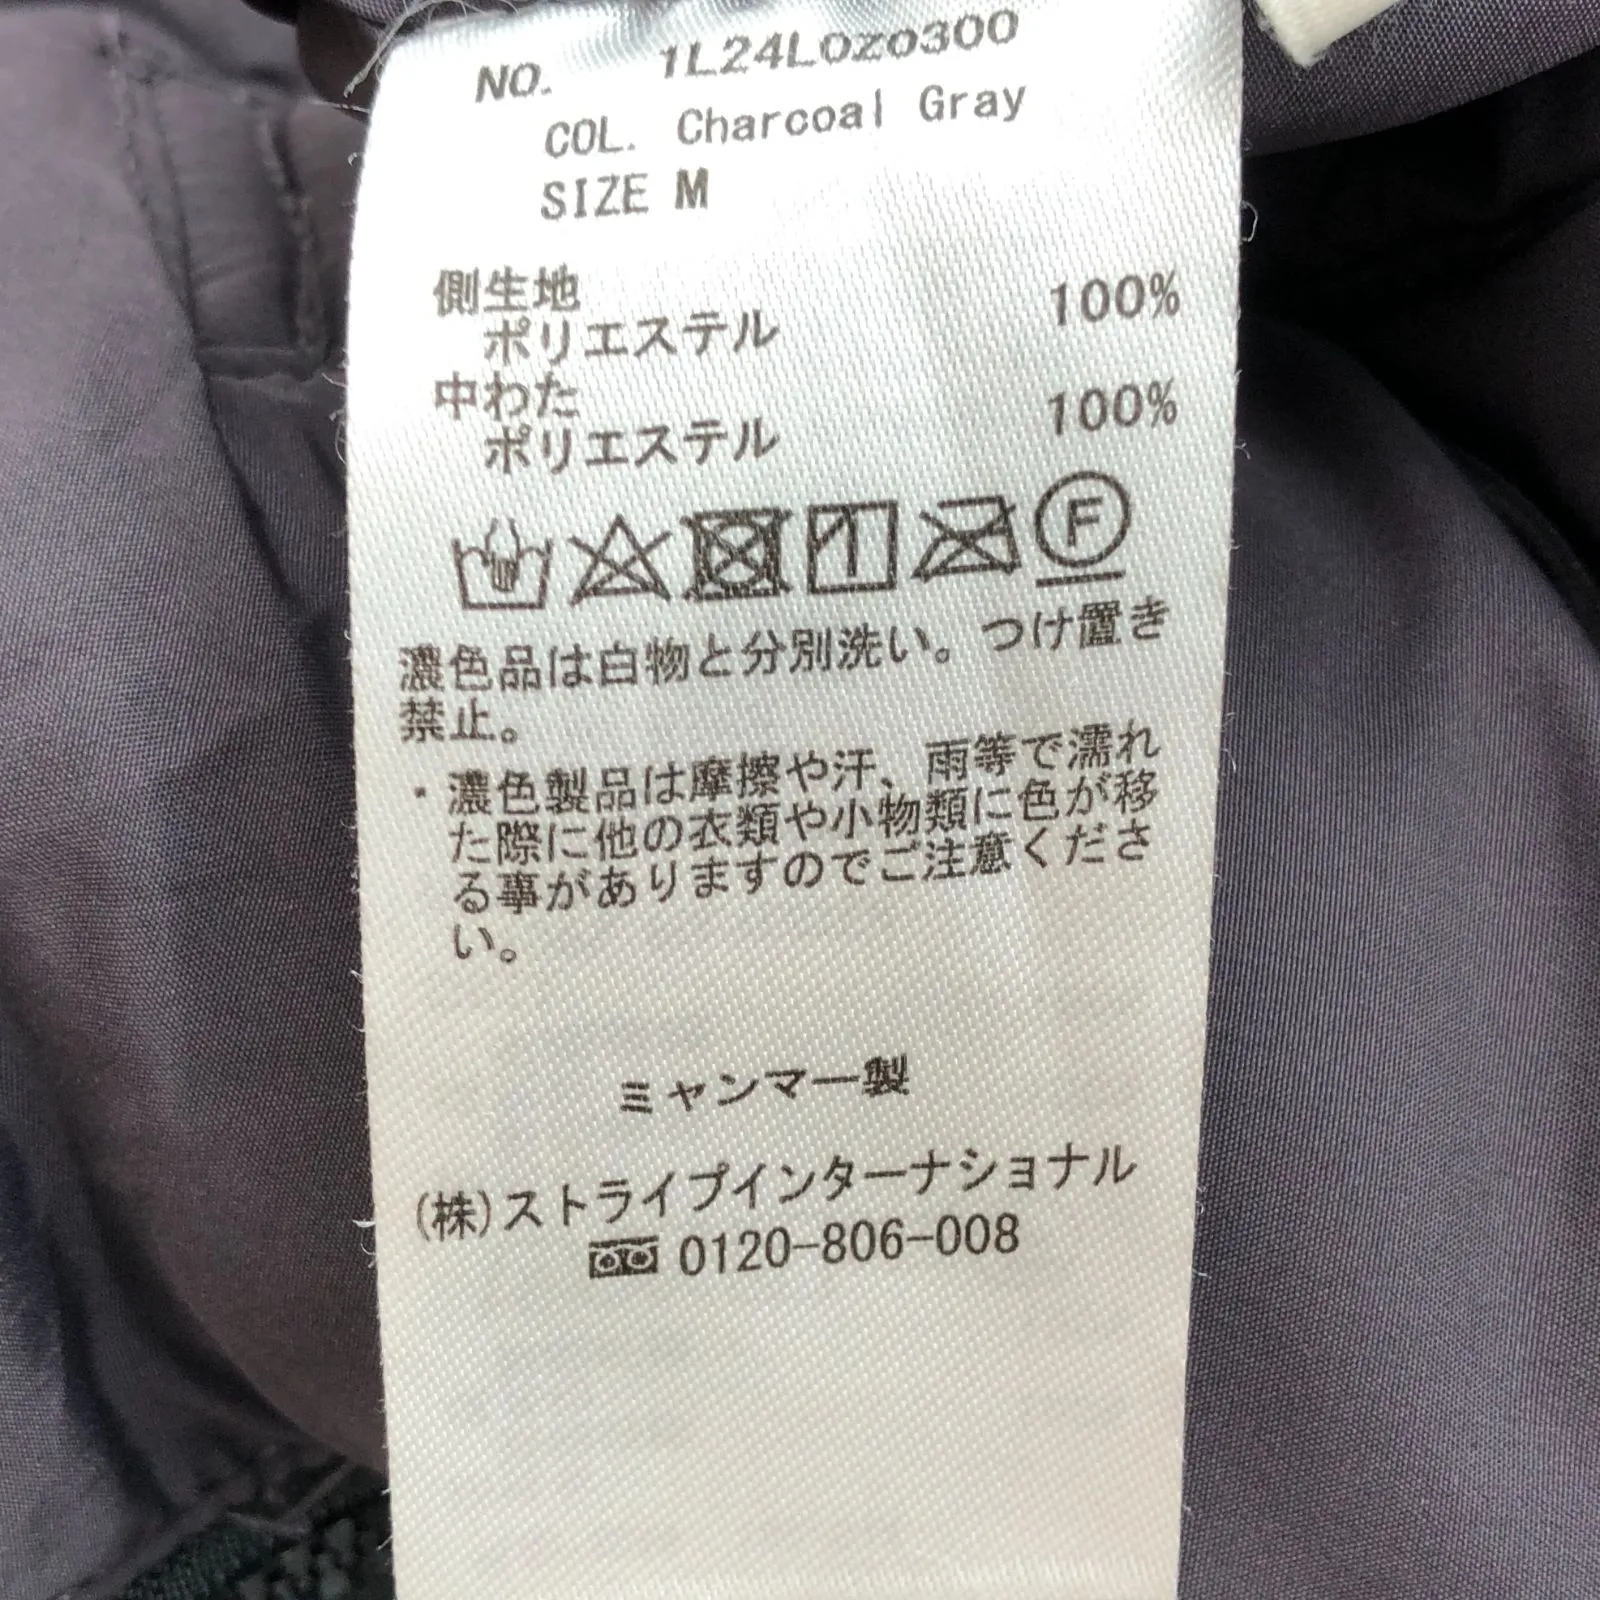 NO. 1L24L0Z0300
COL. Charcoal Gray
SIZE M
側生地
ポリエステル 100%
中わた
ポリエステル 100%
F
濃色品は白物と分別洗い。つけ置き
禁止。
・濃色製品は摩擦や汗、雨等で濡れ
た際に他の衣類や小物類に色が移
る事がありますのでご注意くださ
い。
ミャンマー製
(株)ストライプインターナショナル
0120-806-008